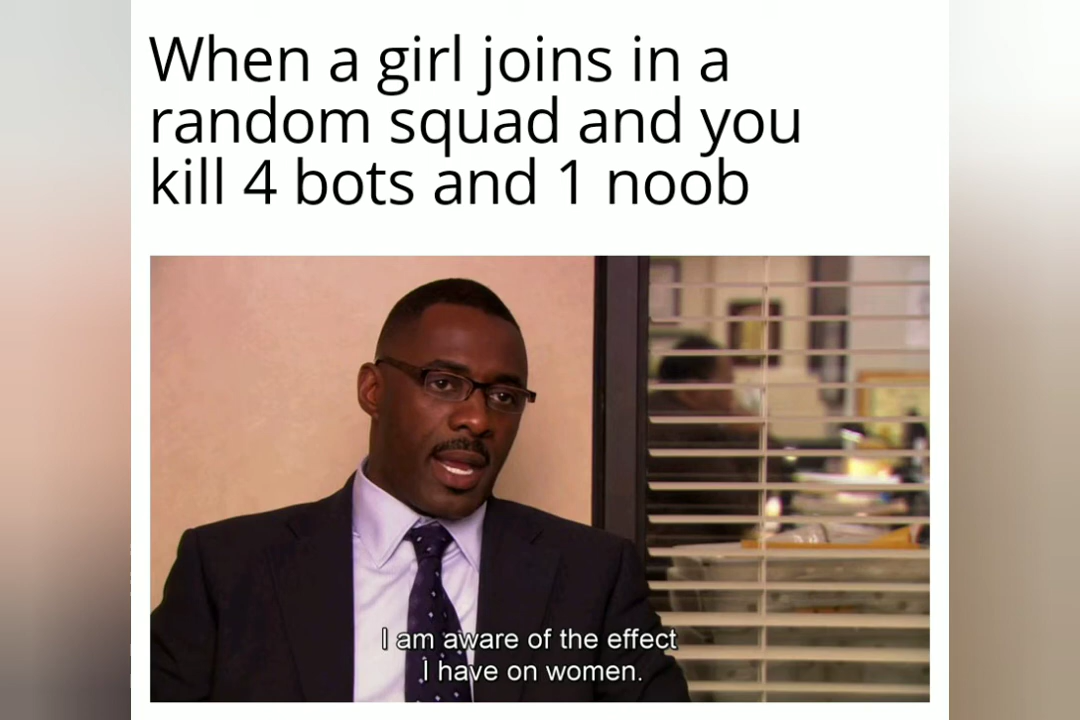 When a girl joins in a
random squad and you
kill 4 bots and 1 noob
I am aware of the effect
I have on women.